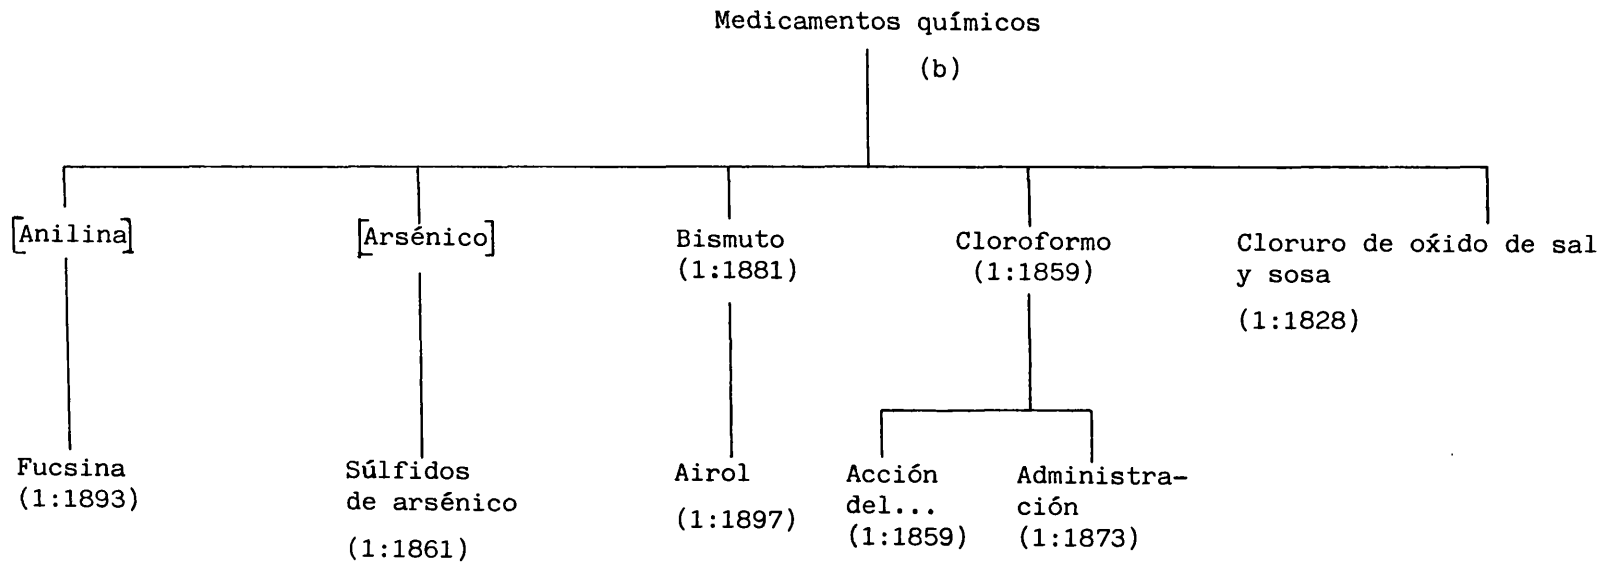 Medicamentos químicos
(b)
[Anilina]
[Arsénico]
Bismuto
(1:1881)
Cloroformo
(1:1859)
Cloruro de oxído de sal
y sosa
(1:1828)
Fucsina
(1:1893)
Súlfidos
de arsénico
(1:1861)
Airol
(1:1897)
Acción
del...
(1:1859)
Administra-
ción
(1:1873)